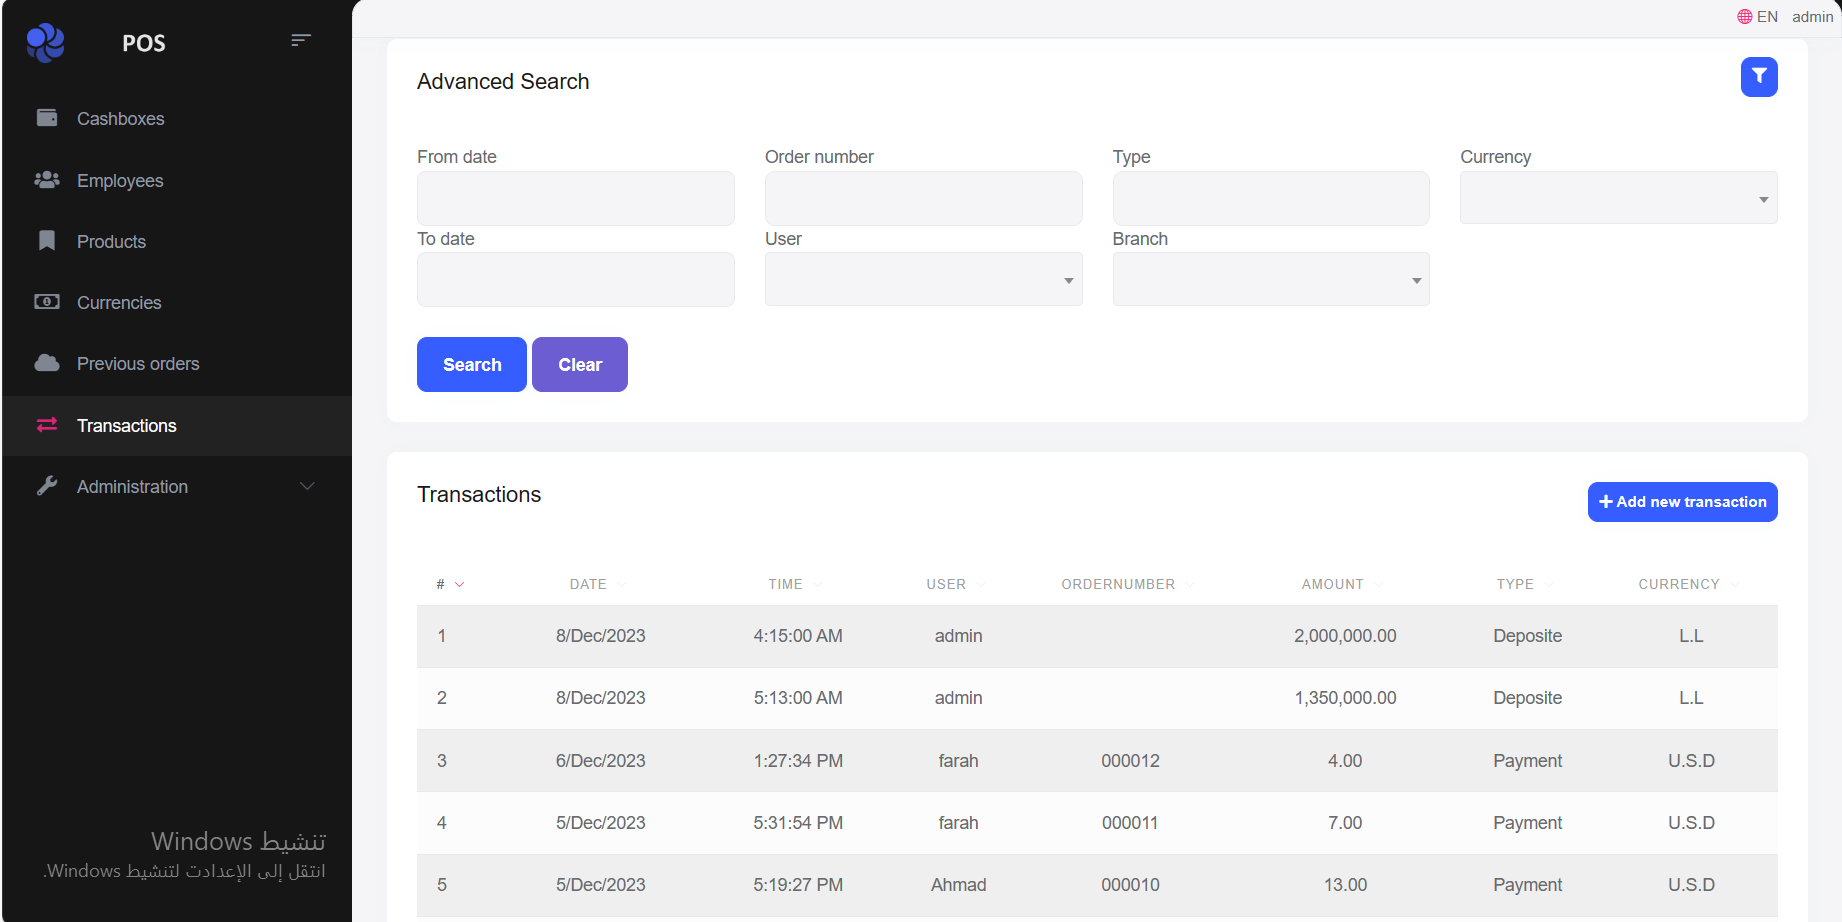 POS
EN admin
Cashboxes
Employees
Products
Currencies
Previous orders
Transactions
Administration
تنشيط Windows
انتقل إلى الإعدادت لتنشيط Windows.
Advanced Search
From date Order number Type Currency
To date User Branch
Search Clear
Transactions
Add new transaction
# DATE TIME USER ORDERNUMBER AMOUNT TYPE CURRENCY
1 8/Dec/2023 4:15:00 AM admin 2,000,000.00 Deposite L.L
2 8/Dec/2023 5:13:00 AM admin 1,350,000.00 Deposite L.L
3 6/Dec/2023 1:27:34 PM farah 000012 4.00 Payment U.S.D
4 5/Dec/2023 5:31:54 PM farah 000011 7.00 Payment U.S.D
5 5/Dec/2023 5:19:27 PM Ahmad 000010 13.00 Payment U.S.D